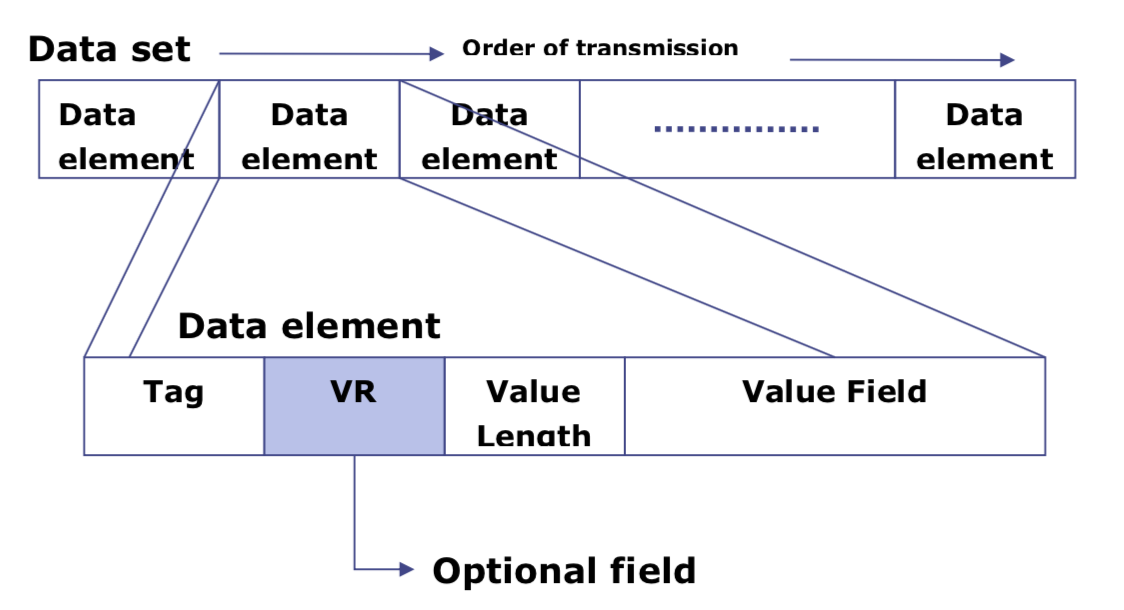 Data set
Order of transmission
Data element
Data element
Data element
Data element
Data element
Tag
VR
Value Length
Value Field
Optional field